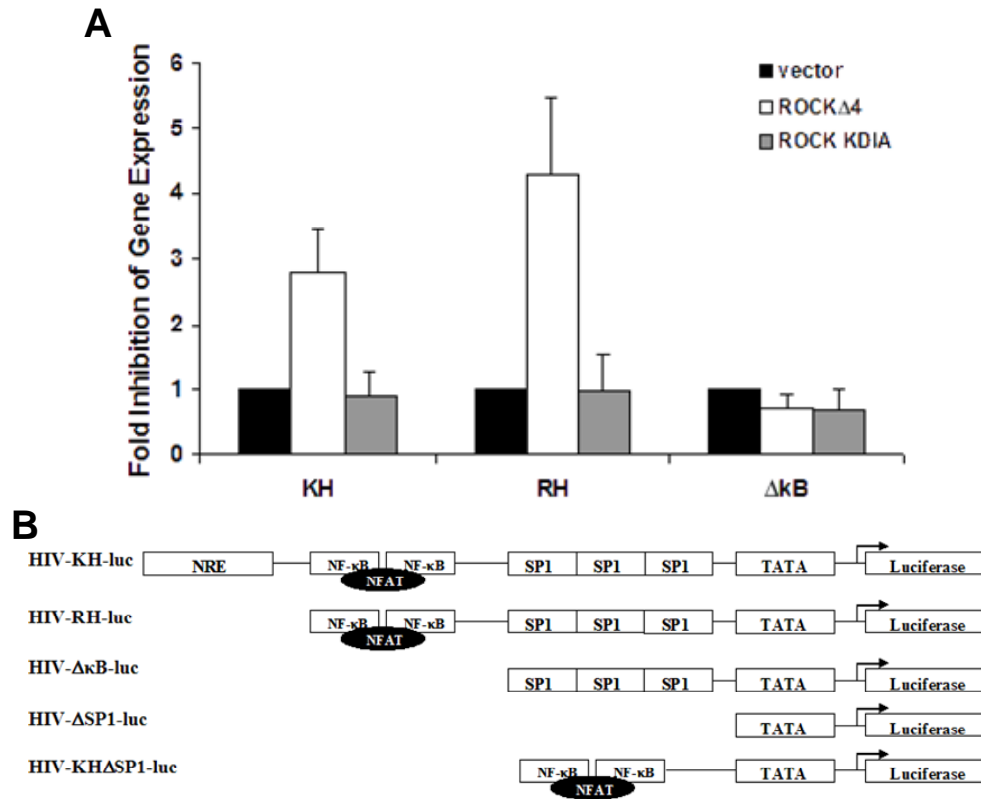 A
Fold Inhibition of Gene Expression
6
5
4
3
2
1
0
vector
ROCKΔ4
ROCK KDIA
KH
RH
ΔkB
B
HIV-KH-luc NRE NF-κB NF-κB NFAT SP1 SP1 SP1 TATA Luciferase
HIV-RH-luc NF-κB NF-κB NFAT SP1 SP1 SP1 TATA Luciferase
HIV-ΔκB-luc SP1 SP1 SP1 TATA Luciferase
HIV-ΔSP1-luc TATA Luciferase
HIV-KHΔSP1-luc NF-κB NF-κB NFAT TATA Luciferase